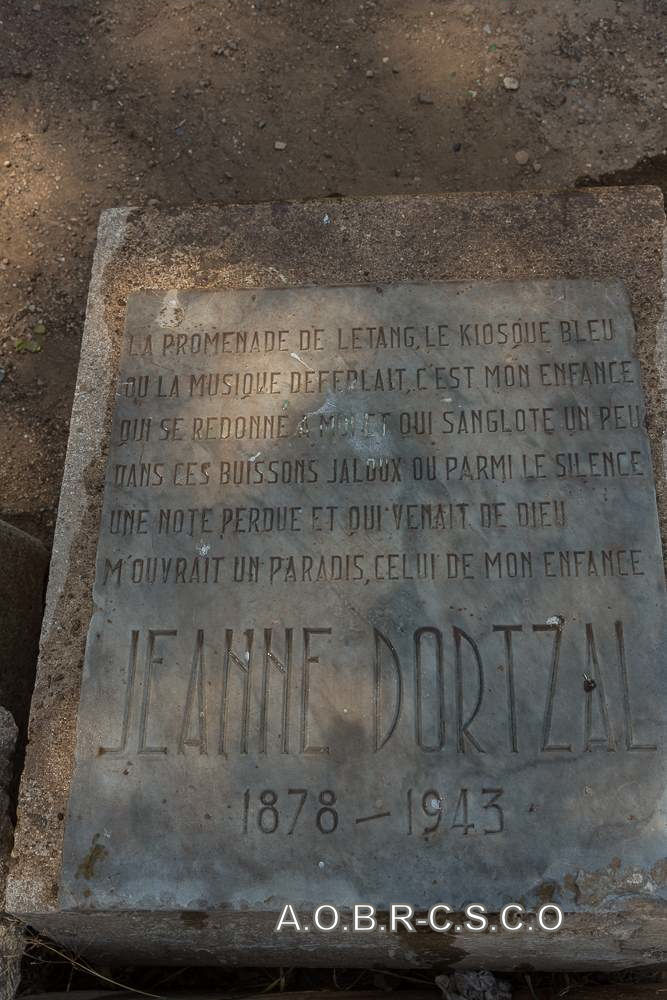 LA PROMENADE DE LETANG, LE KIOSQUE BLEU
OU LA MUSIQUE DEFERLAIT, C'EST MON ENFANCE
QUI SE REDONNE A MOI ET QUI SANGLOTE UN PEU
DANS CES BUISSONS JALOUX OU PARMI LE SILENCE
UNE NOTE PERDUE ET QUI VENAIT DE DIEU
M'OUVRAIT UN PARADIS, CELUI DE MON ENFANCE
JEANNE DORTZAL
1878 – 1943
A.O.B.R-C.S.C.O